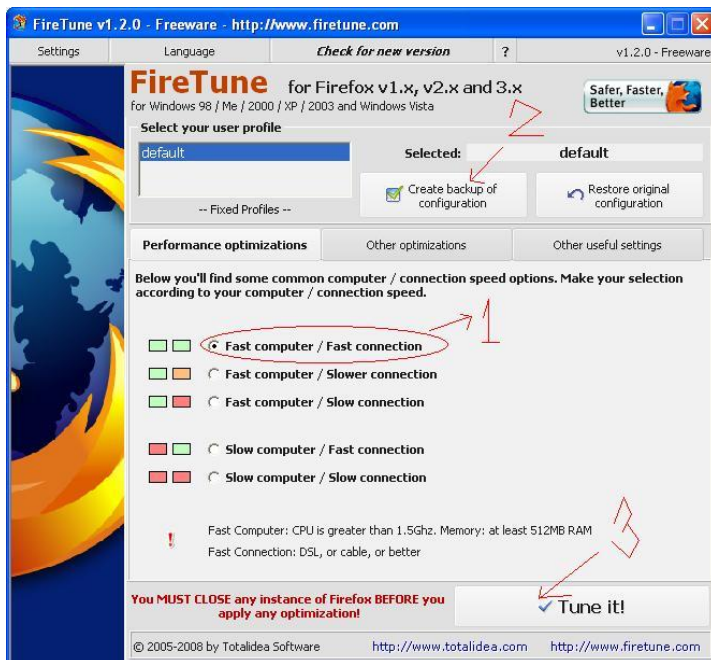 FireTune v1.2.0 - Freeware - http://www.firetune.com
Settings Language Check for new version ? v1.2.0 - Freeware
FireTune for Firefox v1.x, v2.x and 3.x
for Windows 98 / Me / 2000 / XP / 2003 and Windows Vista
Safer, Faster,
Better
2
Select your user profile
default
Selected: default
Create backup of
configuration
Restore original
configuration
-- Fixed Profiles --
Performance optimizations Other optimizations Other useful settings
Below you'll find some common computer / connection speed options. Make your selection
according to your computer / connection speed.
1
Fast computer / Fast connection
Fast computer / Slower connection
Fast computer / Slow connection
Slow computer / Fast connection
Slow computer / Slow connection
! Fast Computer: CPU is greater than 1.5Ghz. Memory: at least 512MB RAM
Fast Connection: DSL, or cable, or better
3
You MUST CLOSE any instance of Firefox BEFORE you
apply any optimization!
Tune it!
© 2005-2008 by Totalidea Software http://www.totalidea.com http://www.firetune.com